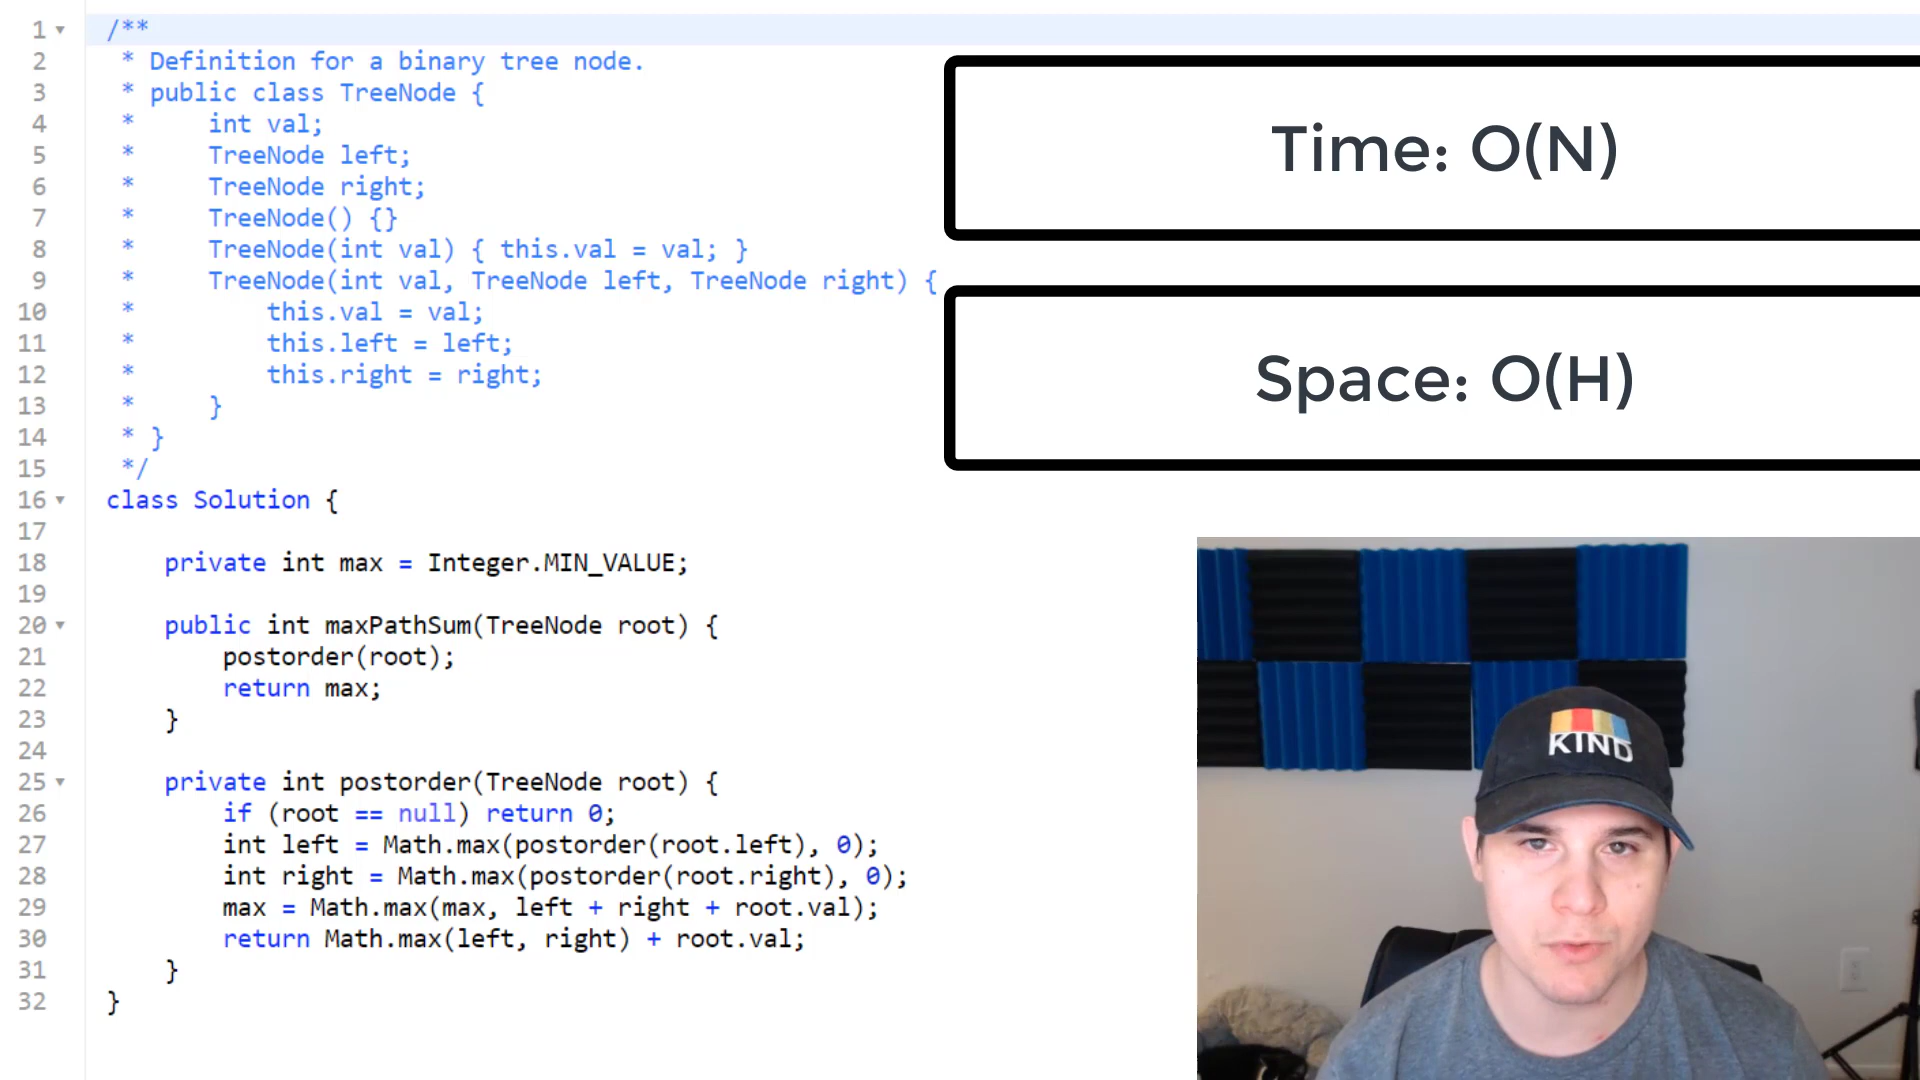 1 /**
2 * Definition for a binary tree node.
3 * public class TreeNode {
4 *     int val;
5 *     TreeNode left;
6 *     TreeNode right;
7 *     TreeNode() {}
8 *     TreeNode(int val) { this.val = val; }
9 *     TreeNode(int val, TreeNode left, TreeNode right) {
10 *         this.val = val;
11 *         this.left = left;
12 *         this.right = right;
13 *     }
14 * }
15 */
16 class Solution {
17
18     private int max = Integer.MIN_VALUE;
19
20     public int maxPathSum(TreeNode root) {
21         postorder(root);
22         return max;
23     }
24
25     private int postorder(TreeNode root) {
26         if (root == null) return 0;
27         int left = Math.max(postorder(root.left), 0);
28         int right = Math.max(postorder(root.right), 0);
29         max = Math.max(max, left + right + root.val);
30         return Math.max(left, right) + root.val;
31     }
32 }
Time: O(N)
Space: O(H)
KIND